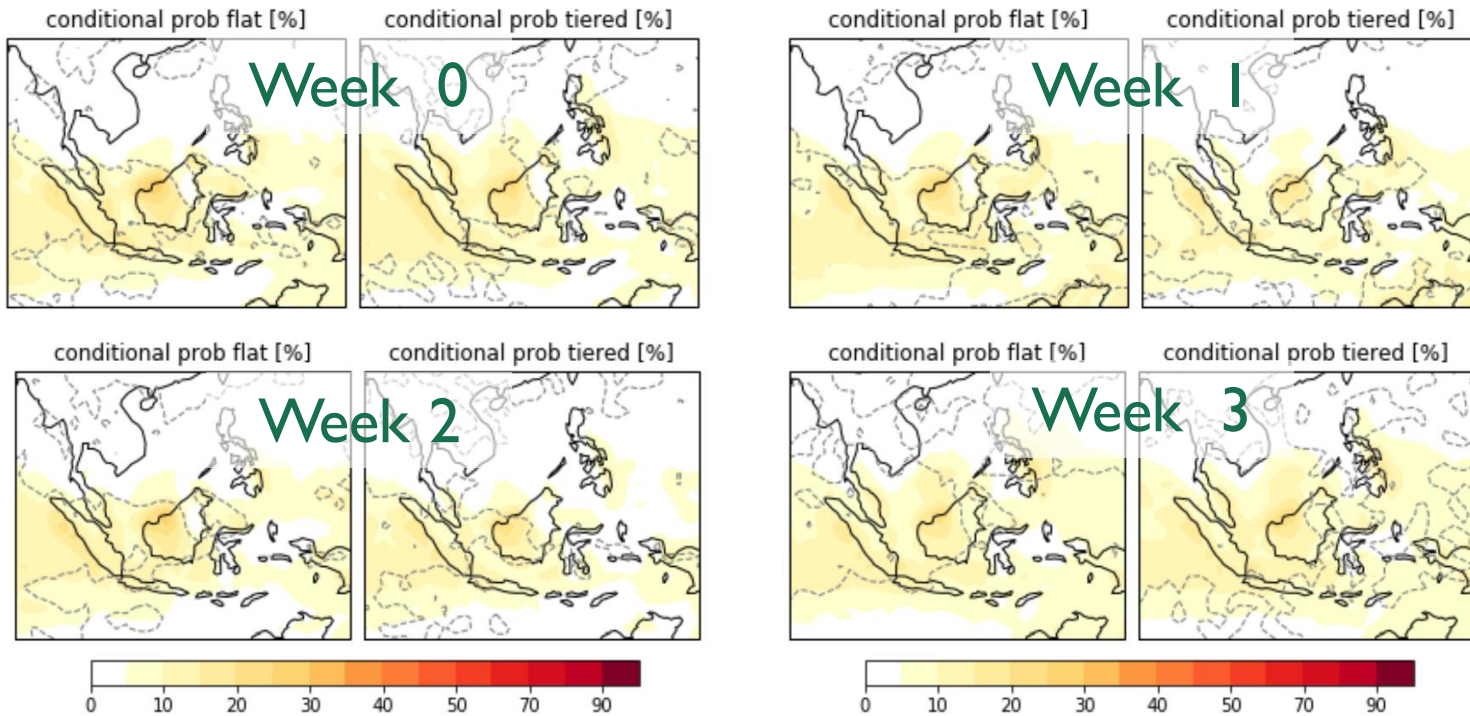 conditional prob flat [%] conditional prob tiered [%] conditional prob flat [%] conditional prob tiered [%]
Week 0 Week 1
conditional prob flat [%] conditional prob tiered [%] conditional prob flat [%] conditional prob tiered [%]
Week 2 Week 3
0 10 20 30 40 50 70 90 0 10 20 30 40 50 70 90